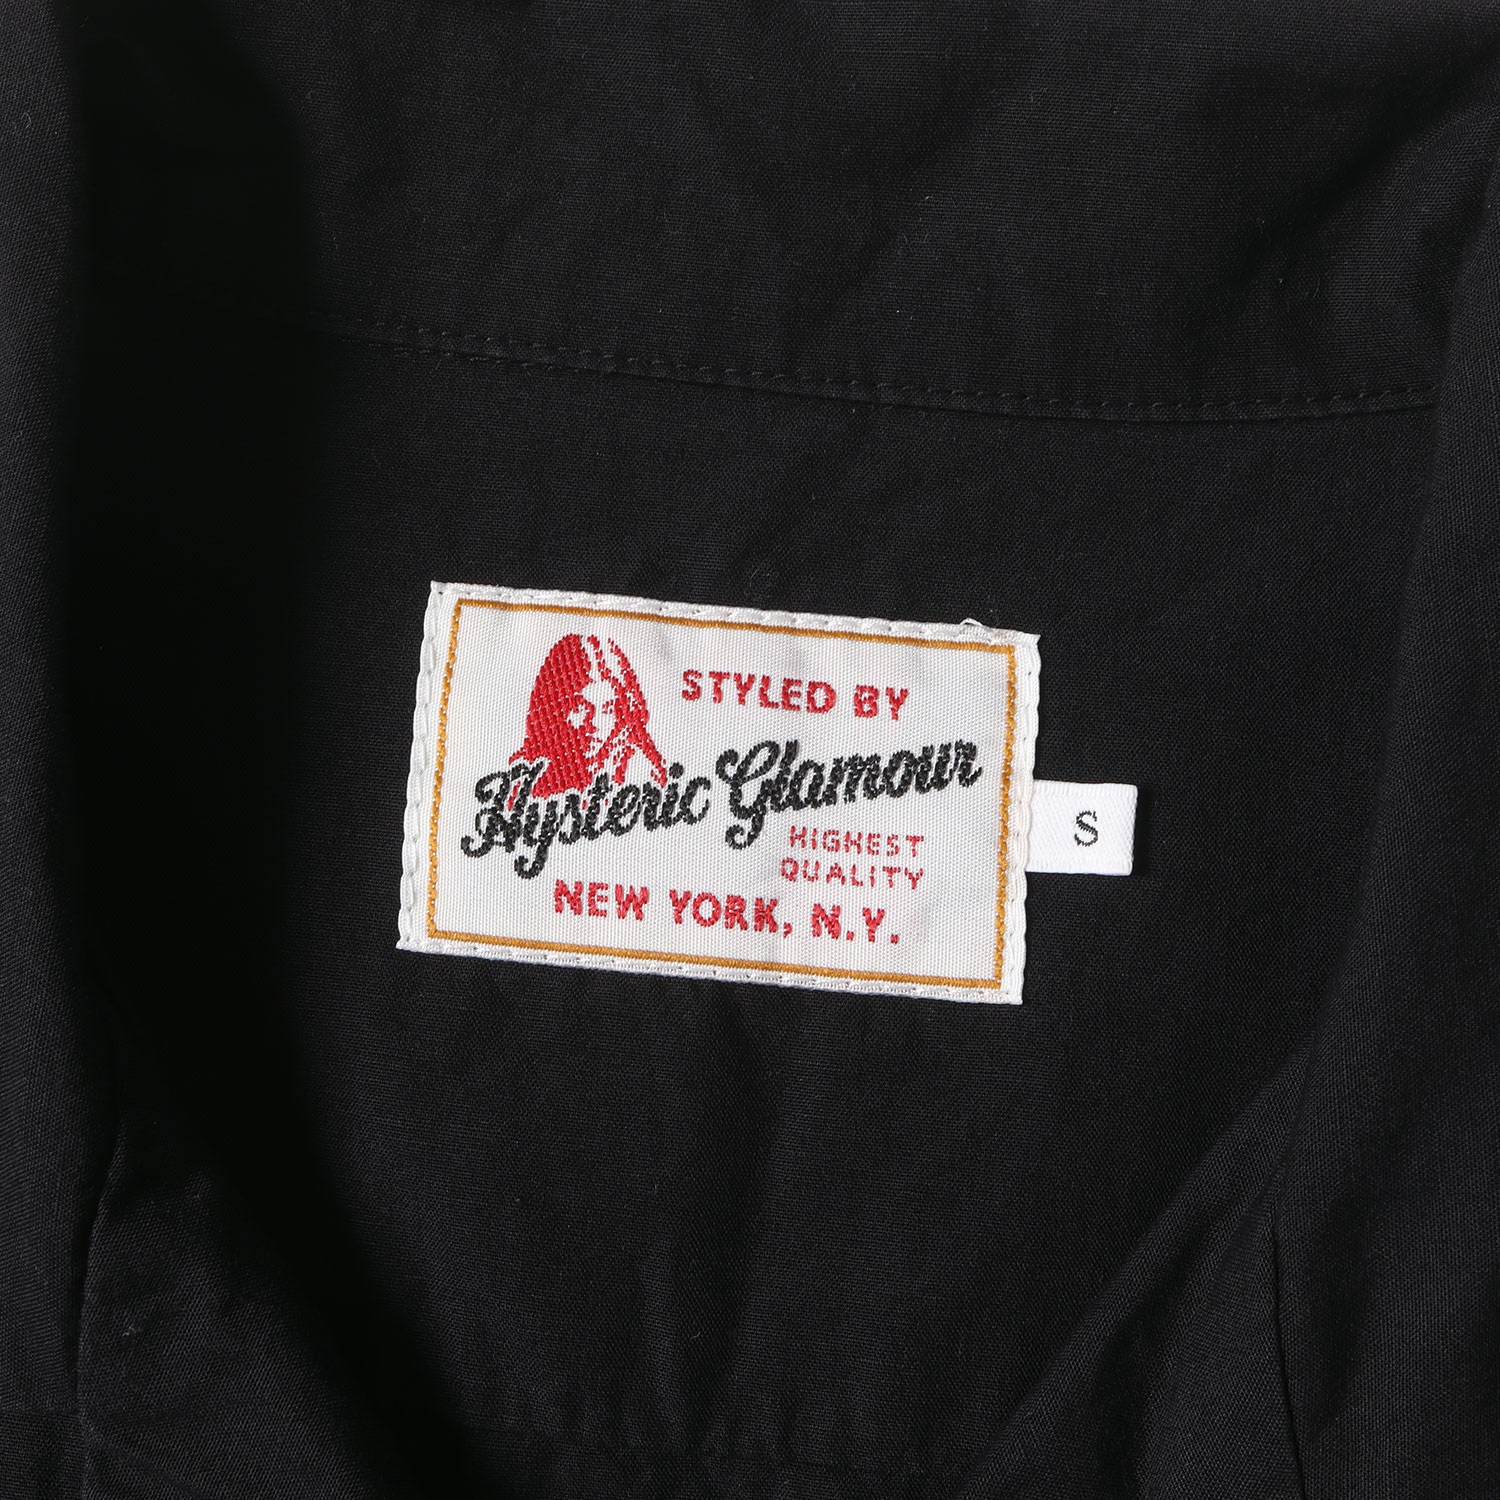 STYLED BY
Hysteric Glamour
HIGHEST
QUALITY
NEW YORK, N.Y.
S